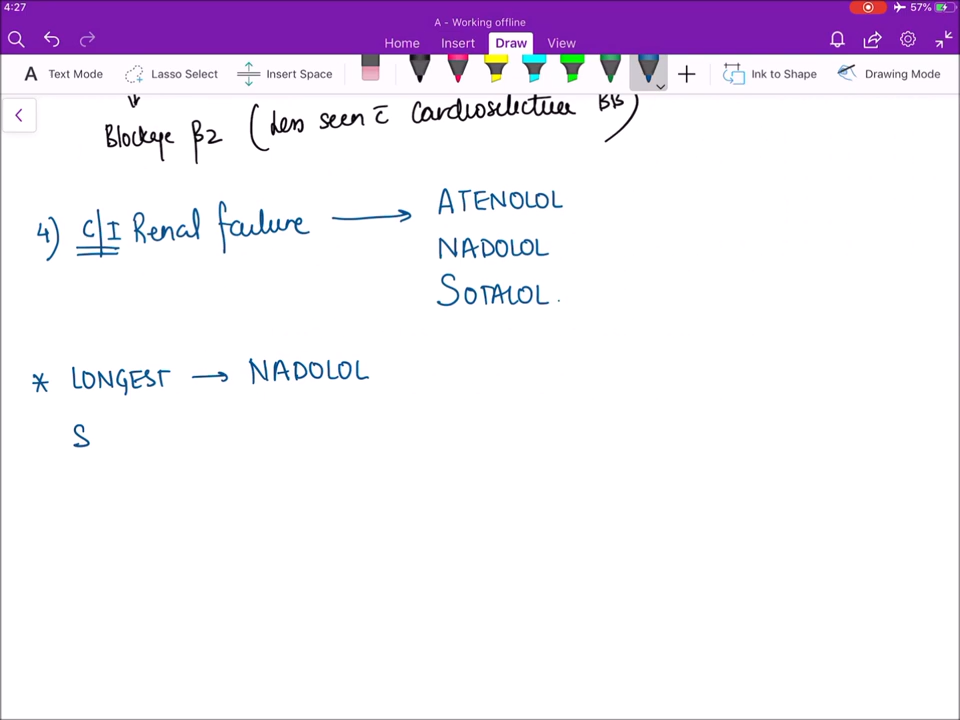 4:27
57%
A - Working offline
Home Insert Draw View
A Text Mode Lasso Select Insert Space Ink to Shape Drawing Mode
Blockage β2 (Less seen c̄ Cardioselective BB)
4) C/I Renal failure → ATENOLOL
NADOLOL
SOTALOL.
* LONGEST → NADOLOL
S